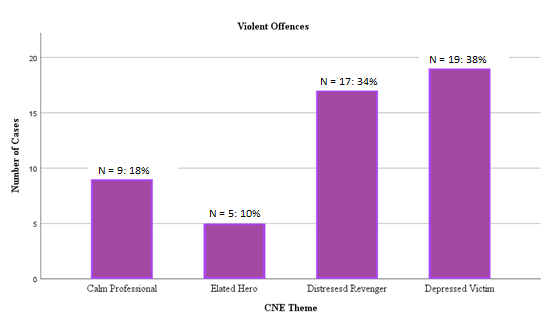 Violent Offences
N = 19: 38%
N = 17: 34%
N = 9: 18%
N = 5: 10%
Number of Cases
20
15
10
5
0
Calm Professional
Elated Hero
Distresesd Revenger
Depressed Victim
CNE Theme